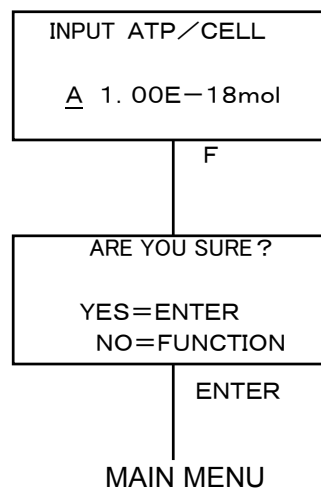 INPUT ATP／CELL
A 1.00E－18mol
F
ARE YOU SURE？
YES＝ENTER
NO＝FUNCTION
ENTER
MAIN MENU